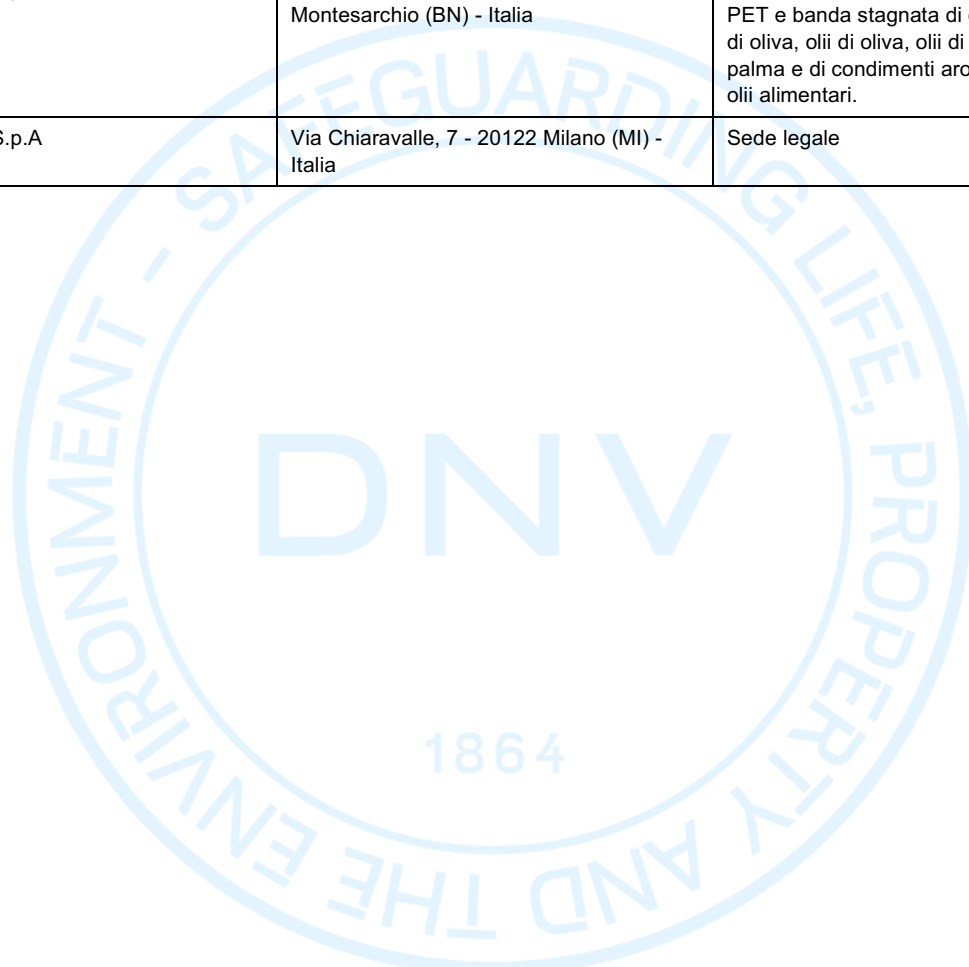 Montesarchio (BN) - Italia
PET e banda stagnata di
di oliva, olii di oliva, olii di
palma e di condimenti
olii alimentari.
S.p.A
Via Chiaravalle, 7 - 20122 Milano (MI) -
Italia
Sede legale
SAFEGUARDING LIFE, PROPERTY AND THE ENVIRONMENT -
DNV
1864